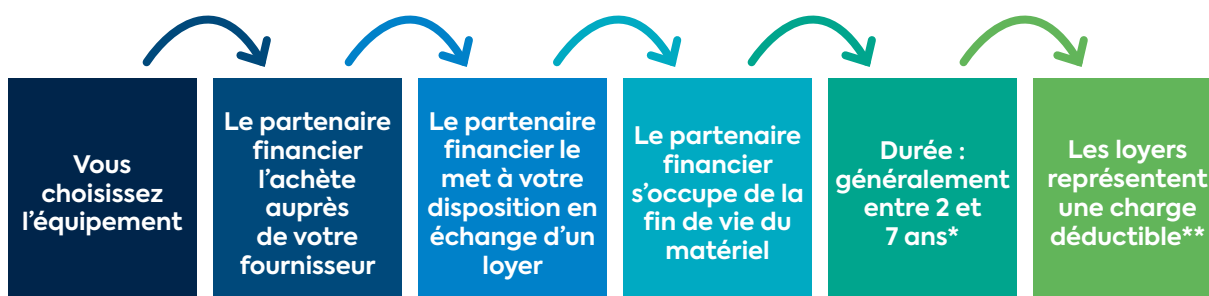 Vous
choisissez
l’équipement
Le partenaire
financier
l’achète
auprès
de votre
fournisseur
Le partenaire
financier le
met à votre
disposition en
échange d’un
loyer
Le partenaire
financier
s’occupe de la
fin de vie du
matériel
Durée :
généralement
entre 2 et
7 ans*
Les loyers
représentent
une charge
déductible**